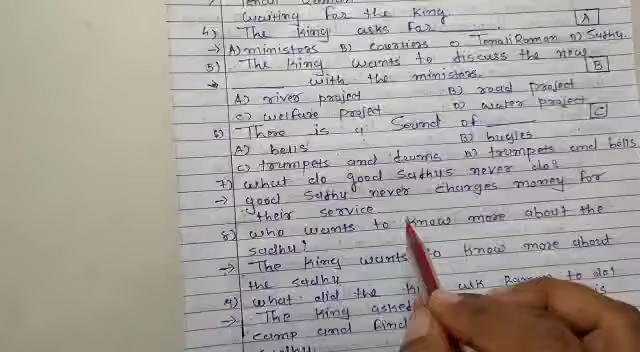 waiting for the king
4) The king asks for A
→ A) ministers B) courtiers c) TenaliRaman D) Sadhu.
5) The king wants to discuss the new
with the ministers. B
A) river project B) road project
c) welfare project D) water project
6) There is a Sound of C
A) bells B) bugles
c) trumpets and drums D) trumpets and bells
7) what do good sadhus never do?
→ good sadhu never charges money for
their service
8) who wants to know more about the
sadhu?
→ The king wants to know more about
the sadhu
9) what did the Raman to do?
→ The king asked is
camp and find